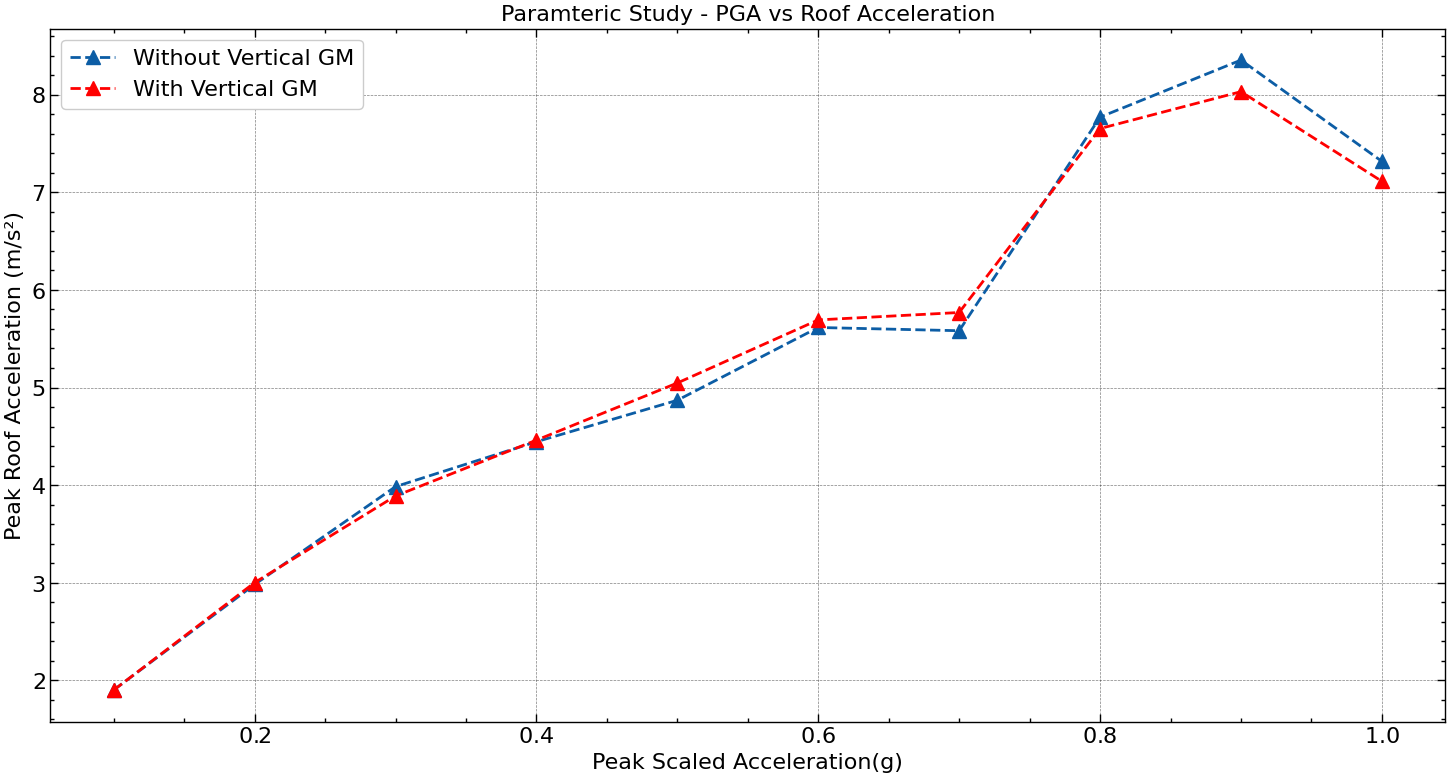 Paramteric Study - PGA vs Roof Acceleration
Without Vertical GM
With Vertical GM
Peak Roof Acceleration (m/s²)
8
7
6
5
4
3
2
0.2
0.4
0.6
0.8
1.0
Peak Scaled Acceleration(g)